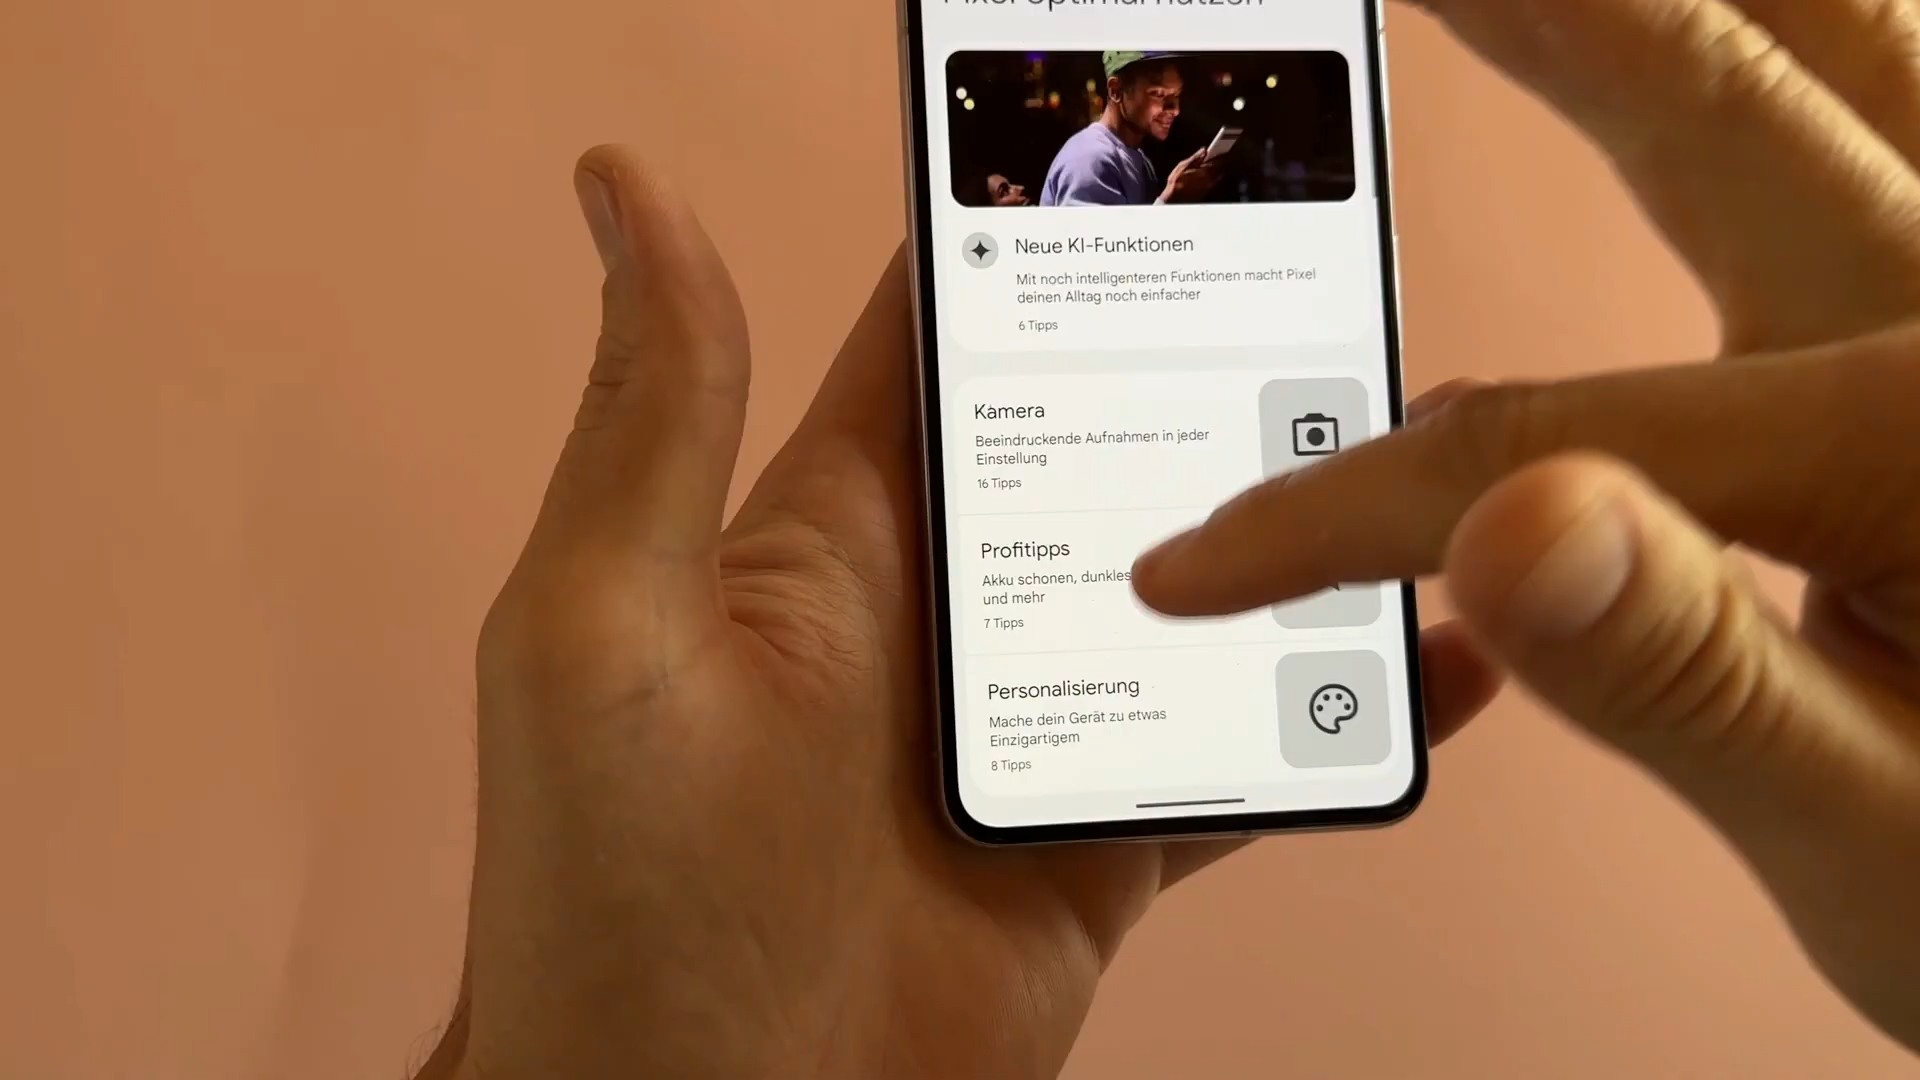 Pixel optimal nutzen
Neue KI-Funktionen
Mit noch intelligenteren Funktionen macht Pixel
deinen Alltag noch einfacher
6 Tipps
Kamera
Beeindruckende Aufnahmen in jeder
Einstellung
16 Tipps
Profitipps
Akku schonen, dunkles
und mehr
7 Tipps
Personalisierung
Mache dein Gerät zu etwas
Einzigartigem
8 Tipps